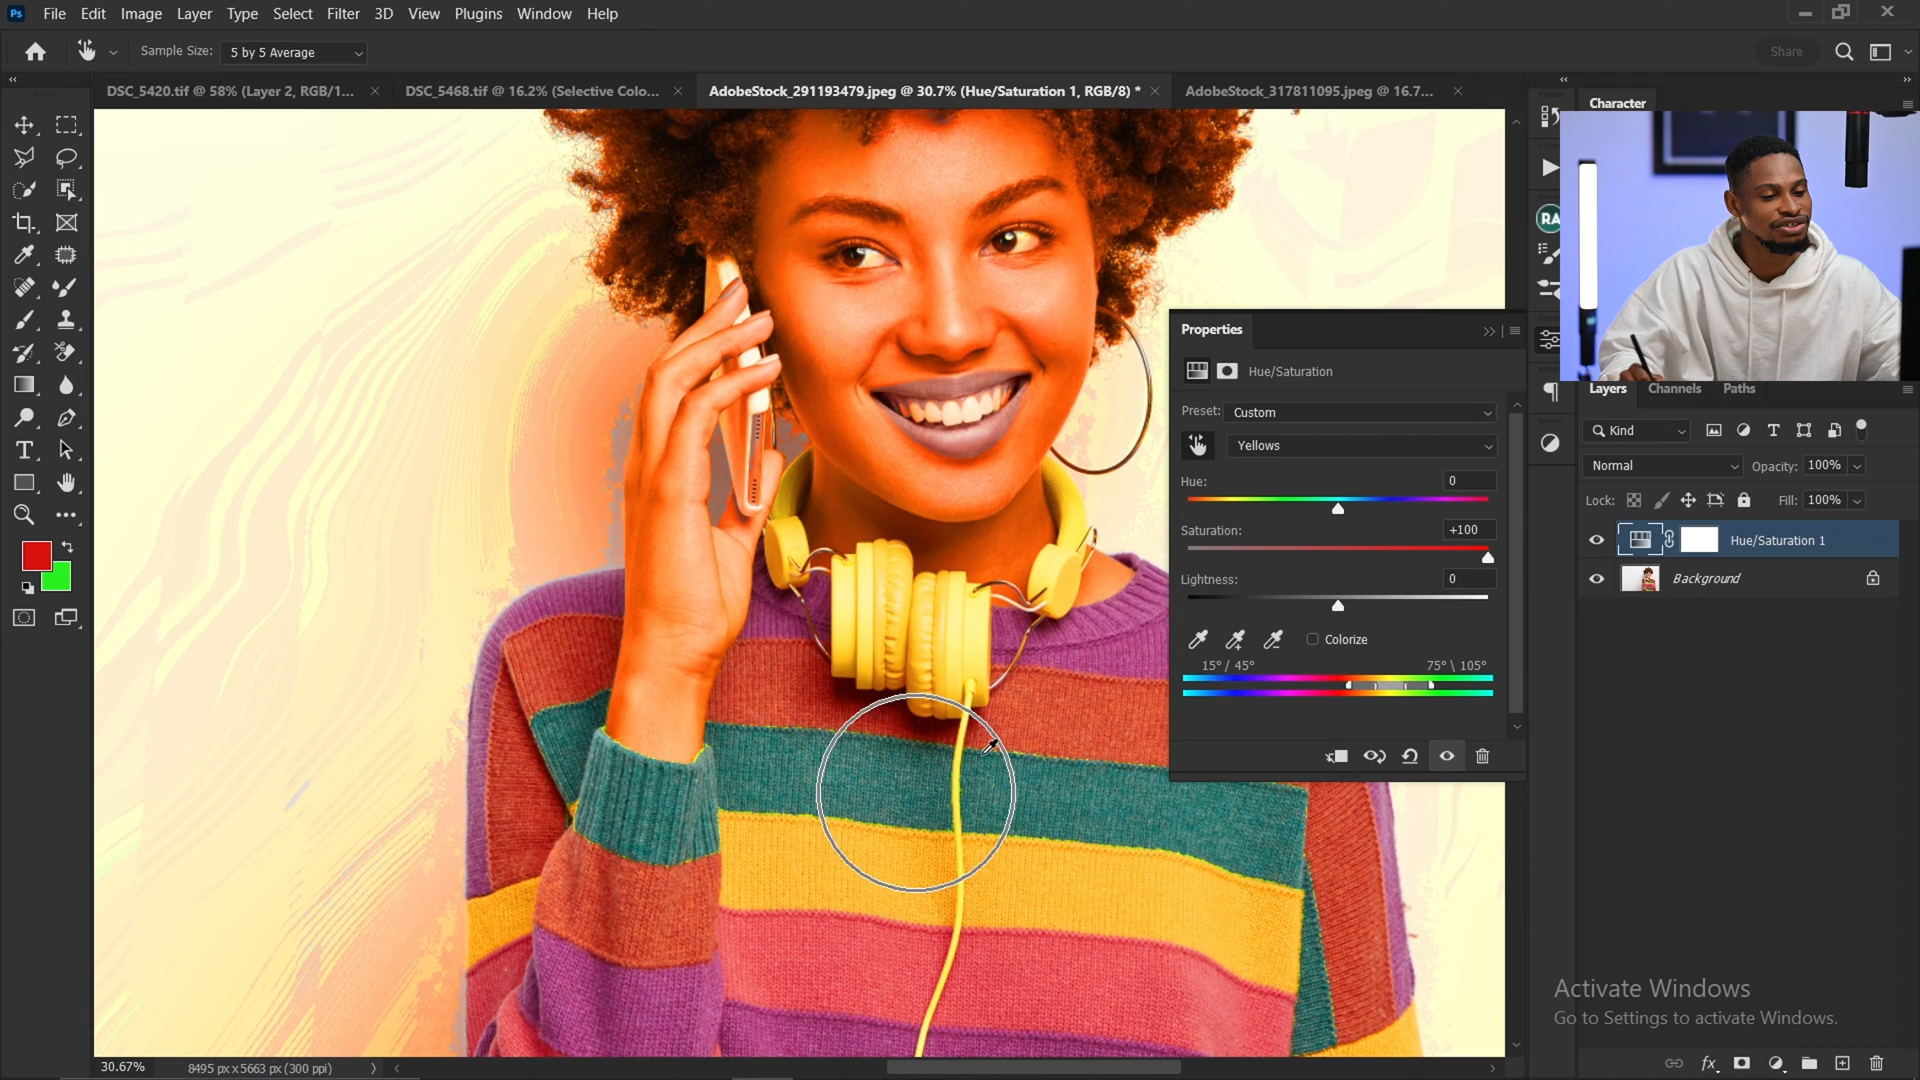 Ps File Edit Image Layer Type Select Filter 3D View Plugins Window Help
Sample Size: 5 by 5 Average Share
DSC_5420.tif @ 58% (Layer 2, RGB/1... DSC_5468.tif @ 16.2% (Selective Colo... AdobeStock_291193479.jpeg @ 30.7% (Hue/Saturation 1, RGB/8) * AdobeStock_317811095.jpeg @ 16.7...
Character
RA
Properties
Hue/Saturation
Preset: Custom
Yellows
Hue: 0
Saturation: +100
Lightness: 0
Colorize
15° / 45° 75° \ 105°
Layers Channels Paths
Kind
Normal Opacity: 100%
Lock: Fill: 100%
Hue/Saturation 1
Background
Activate Windows
Go to Settings to activate Windows.
30.67% 8495 px x 5663 px (300 ppi)
fx